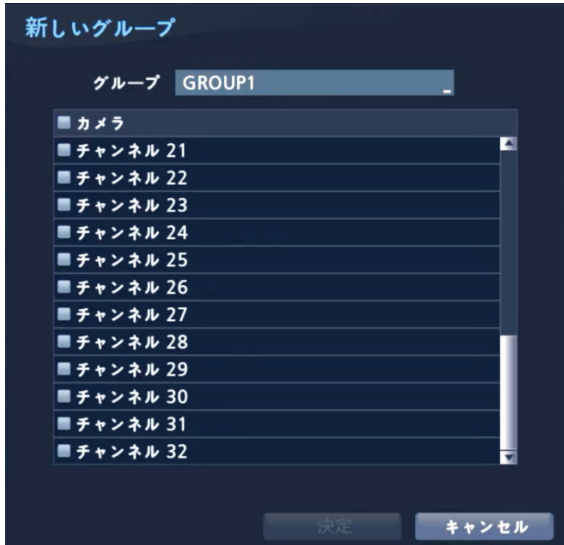 新しいグループ
グループ GROUP1
カメラ
チャンネル 21
チャンネル 22
チャンネル 23
チャンネル 24
チャンネル 25
チャンネル 26
チャンネル 27
チャンネル 28
チャンネル 29
チャンネル 30
チャンネル 31
チャンネル 32
決定 キャンセル